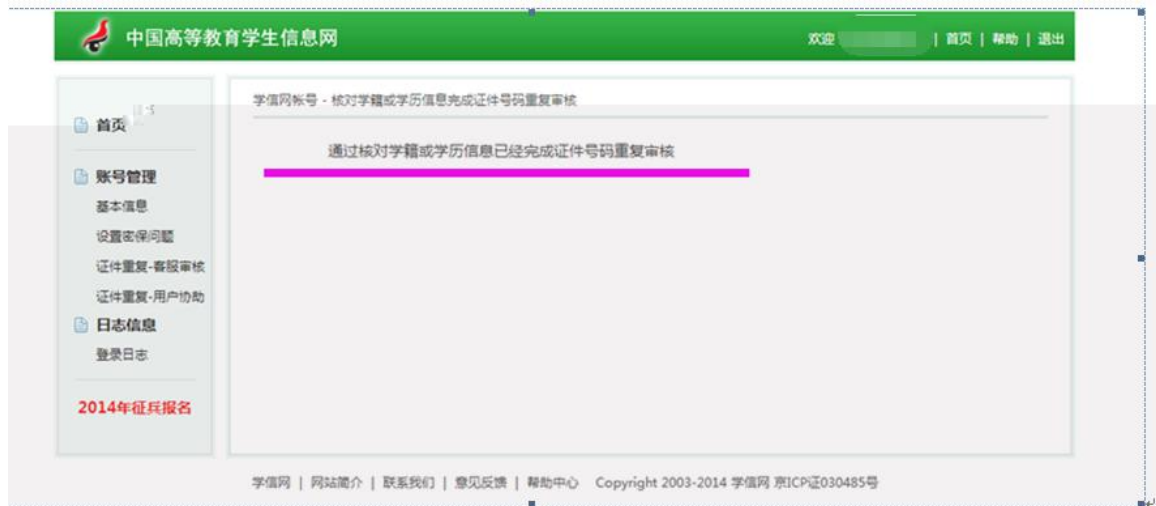 中国高等教育学生信息网
欢迎 | 首页 | 帮助 | 退出
首页
账号管理
基本信息
设置密保问题
证件重复-客服审核
证件重复-用户协助
日志信息
登录日志
2014年征兵报名
学信网帐号 - 核对学籍或学历信息完成证件号码重复审核
通过核对学籍或学历信息已经完成证件号码重复审核
学信网 | 网站简介 | 联系我们 | 意见反馈 | 帮助中心 Copyright 2003-2014 学信网 京ICP证030485号